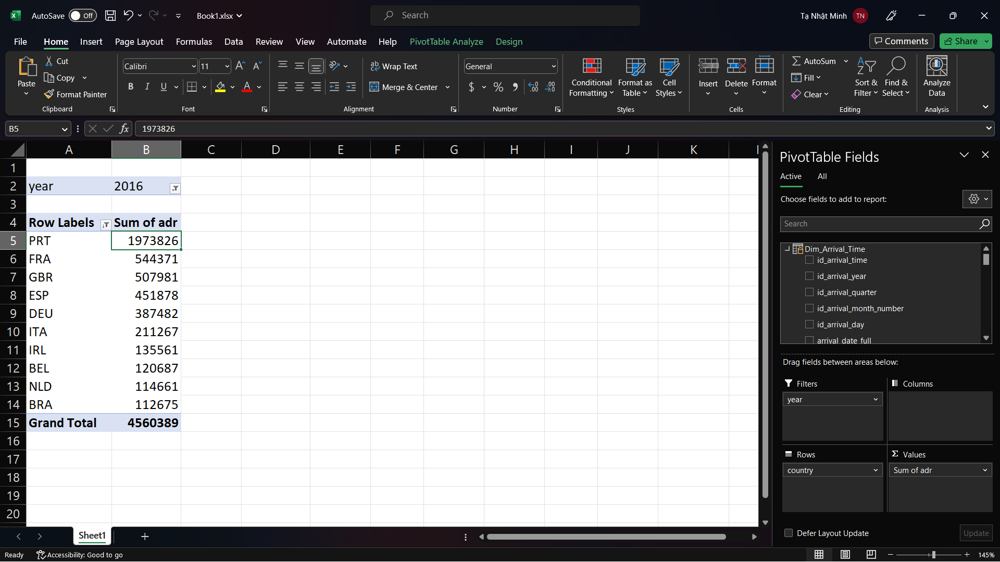 AutoSave Off Book1.xlsx Search Tạ Nhật Minh TN
File Home Insert Page Layout Formulas Data Review View Automate Help PivotTable Analyze Design Comments Share
Paste
Cut
Copy
Format Painter
Clipboard
Calibri 11
B I U A
Font
Wrap Text
Merge & Center
Alignment
General
$ % 9
Number
Conditional Formatting
Format as Table
Cell Styles
Styles
Insert Delete Format
Cells
AutoSum
Fill
Clear
Sort & Filter
Find & Select
Editing
Analyze Data
Analysis
B5 fx 1973826
A B C D E F G H I J K
1
2 year 2016
3
4 Row Labels Sum of adr
5 PRT 1973826
6 FRA 544371
7 GBR 507981
8 ESP 451878
9 DEU 387482
10 ITA 211267
11 IRL 135561
12 BEL 120687
13 NLD 114661
14 BRA 112675
15 Grand Total 4560389
16
17
18
19
20
PivotTable Fields
Active All
Choose fields to add to report:
Search
Dim_Arrival_Time
id_arrival_time
id_arrival_year
id_arrival_quarter
id_arrival_month_number
id_arrival_day
arrival_date_full
Drag fields between areas below:
Filters
year
Columns
Rows
country
Values
Sum of adr
Defer Layout Update Update
Sheet1
Ready Accessibility: Good to go 145%